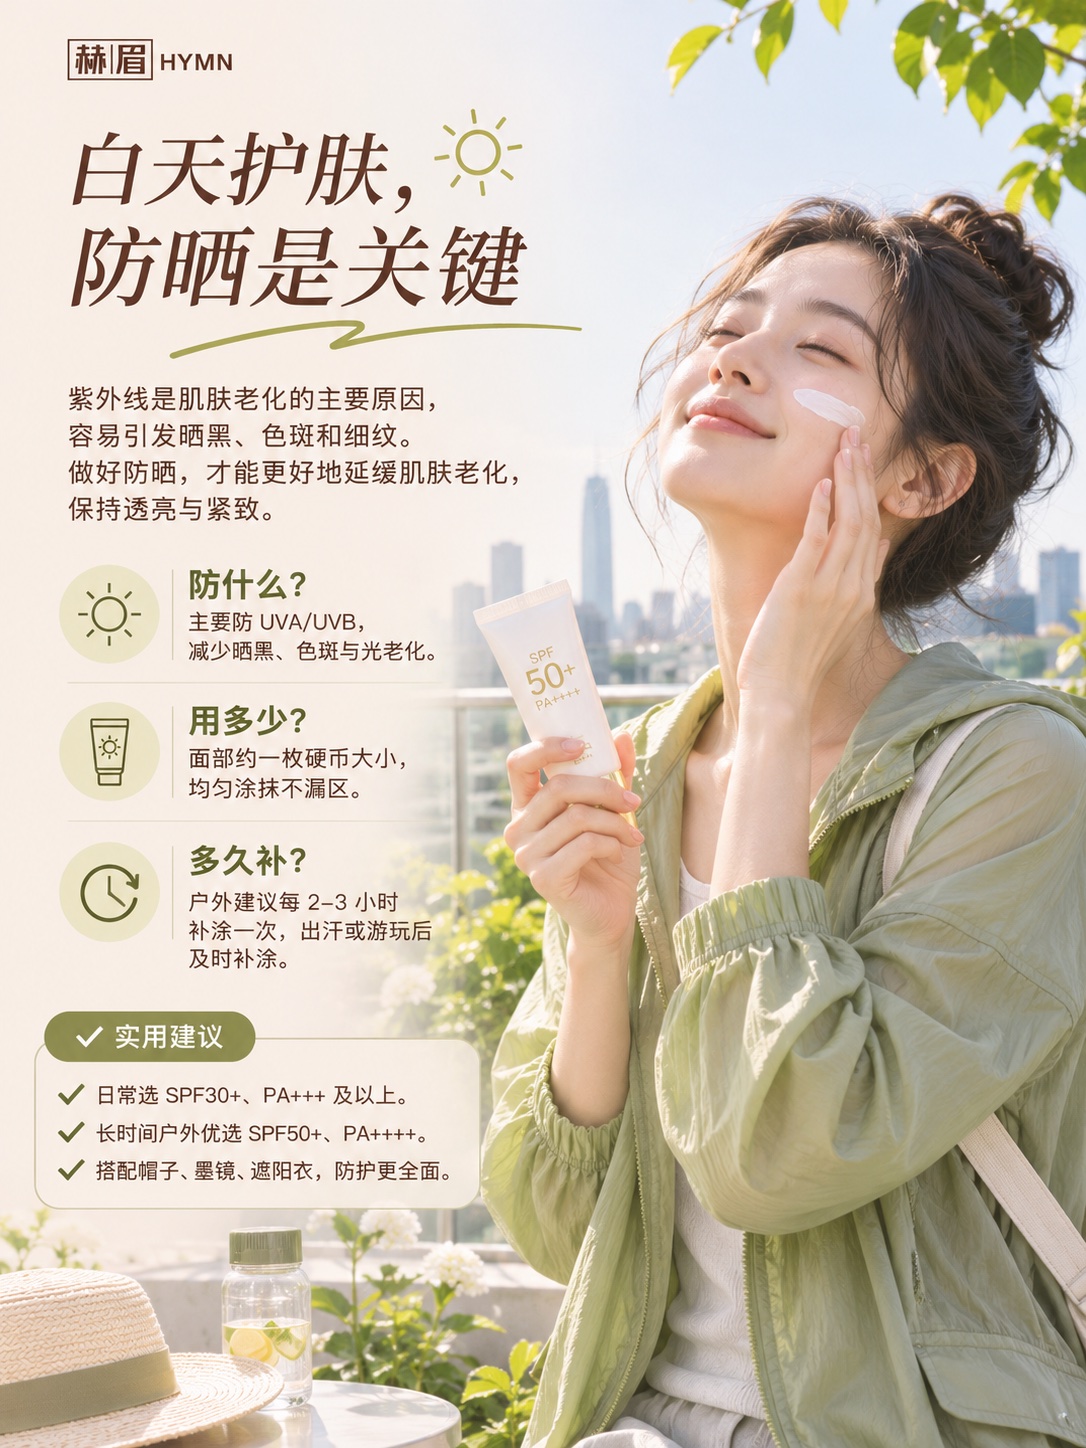 赫眉 HYMN
白天护肤，
防晒是关键
紫外线是肌肤老化的主要原因，
容易引发晒黑、色斑和细纹。
做好防晒，才能更好地延缓肌肤老化，
保持透亮与紧致。
防什么？
主要防 UVA/UVB，
减少晒黑、色斑与光老化。
用多少？
面部约一枚硬币大小，
均匀涂抹不漏区。
多久补？
户外建议每 2–3 小时
补涂一次，出汗或游玩后
及时补涂。
SPF
50+
PA++++
实用建议
日常选 SPF30+、PA+++ 及以上。
长时间户外优选 SPF50+、PA++++。
搭配帽子、墨镜、遮阳衣，防护更全面。